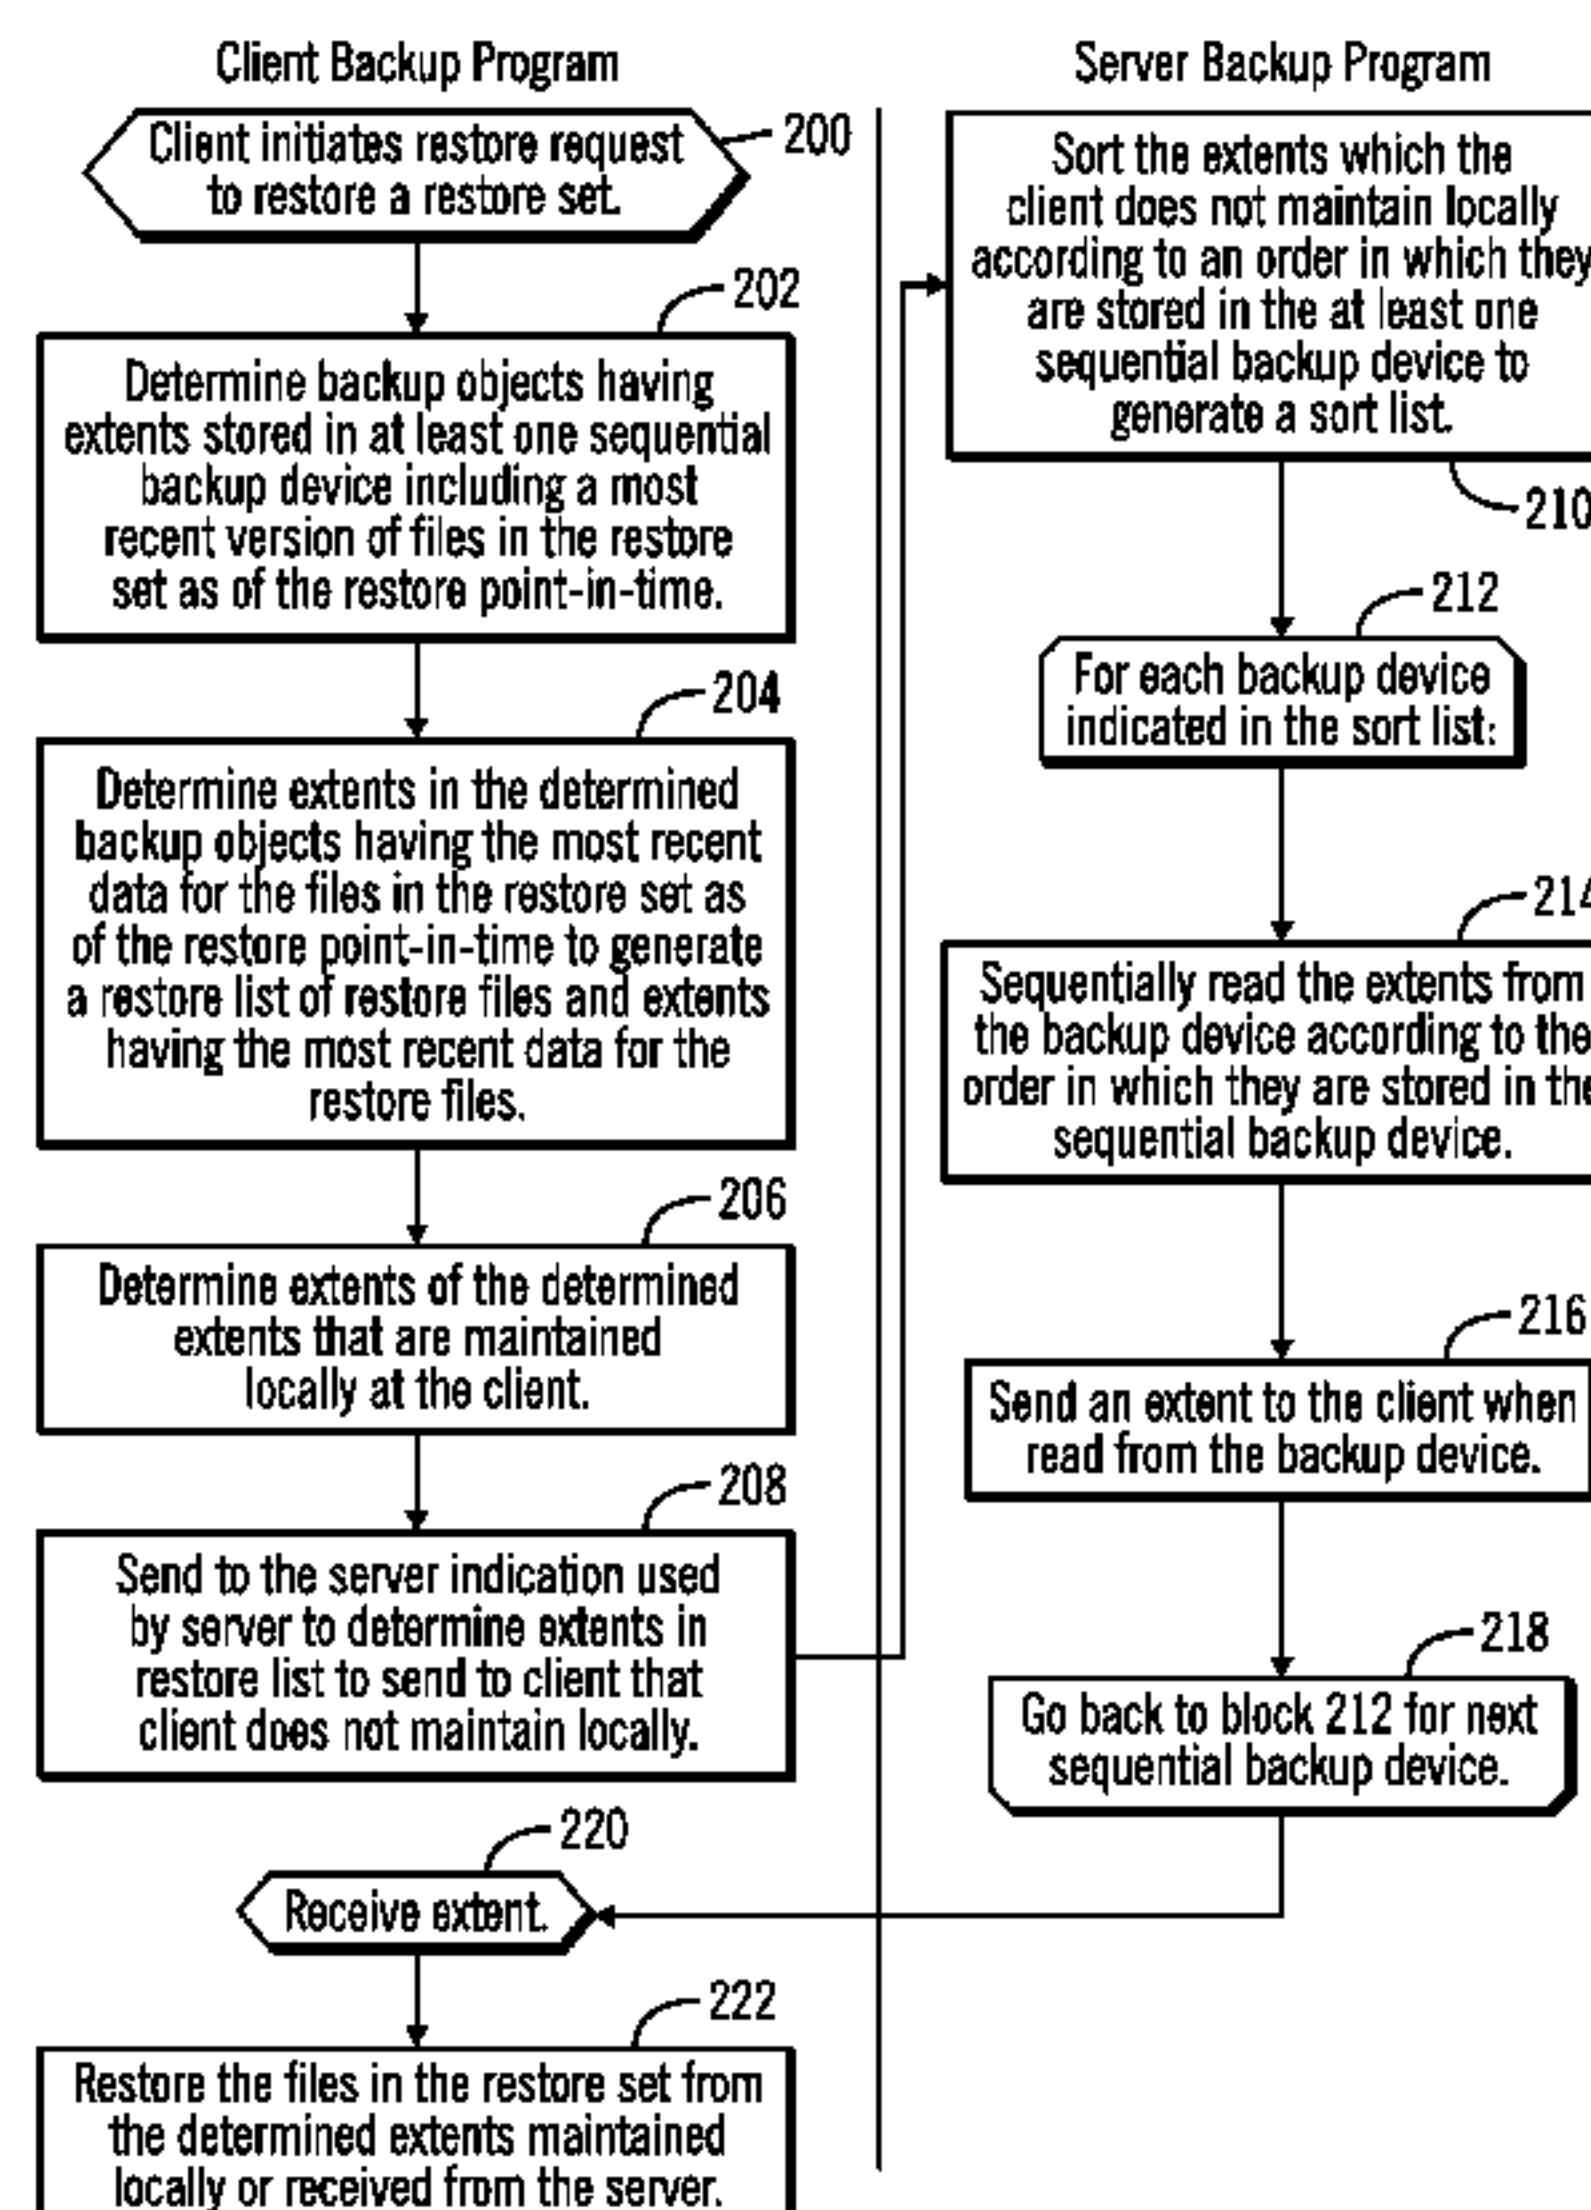 Client Backup Program
Client initiates restore request
to restore a restore set.
200
202
Determine backup objects having
extents stored in at least one sequential
backup device including a most
recent version of files in the restore
set as of the restore point-in-time.
204
Determine extents in the determined
backup objects having the most recent
data for the files in the restore set as
of the restore point-in-time to generate
a restore list of restore files and extents
having the most recent data for the
restore files.
206
Determine extents of the determined
extents that are maintained
locally at the client.
208
Send to the server indication used
by server to determine extents in
restore list to send to client that
client does not maintain locally.
220
Receive extent.
222
Restore the files in the restore set from
the determined extents maintained
locally or received from the server.
Server Backup Program
Sort the extents which the
client does not maintain locally
according to an order in which they
are stored in the at least one
sequential backup device to
generate a sort list.
210
212
For each backup device
indicated in the sort list:
214
Sequentially read the extents from
the backup device according to the
order in which they are stored in the
sequential backup device.
216
Send an extent to the client when
read from the backup device.
218
Go back to block 212 for next
sequential backup device.